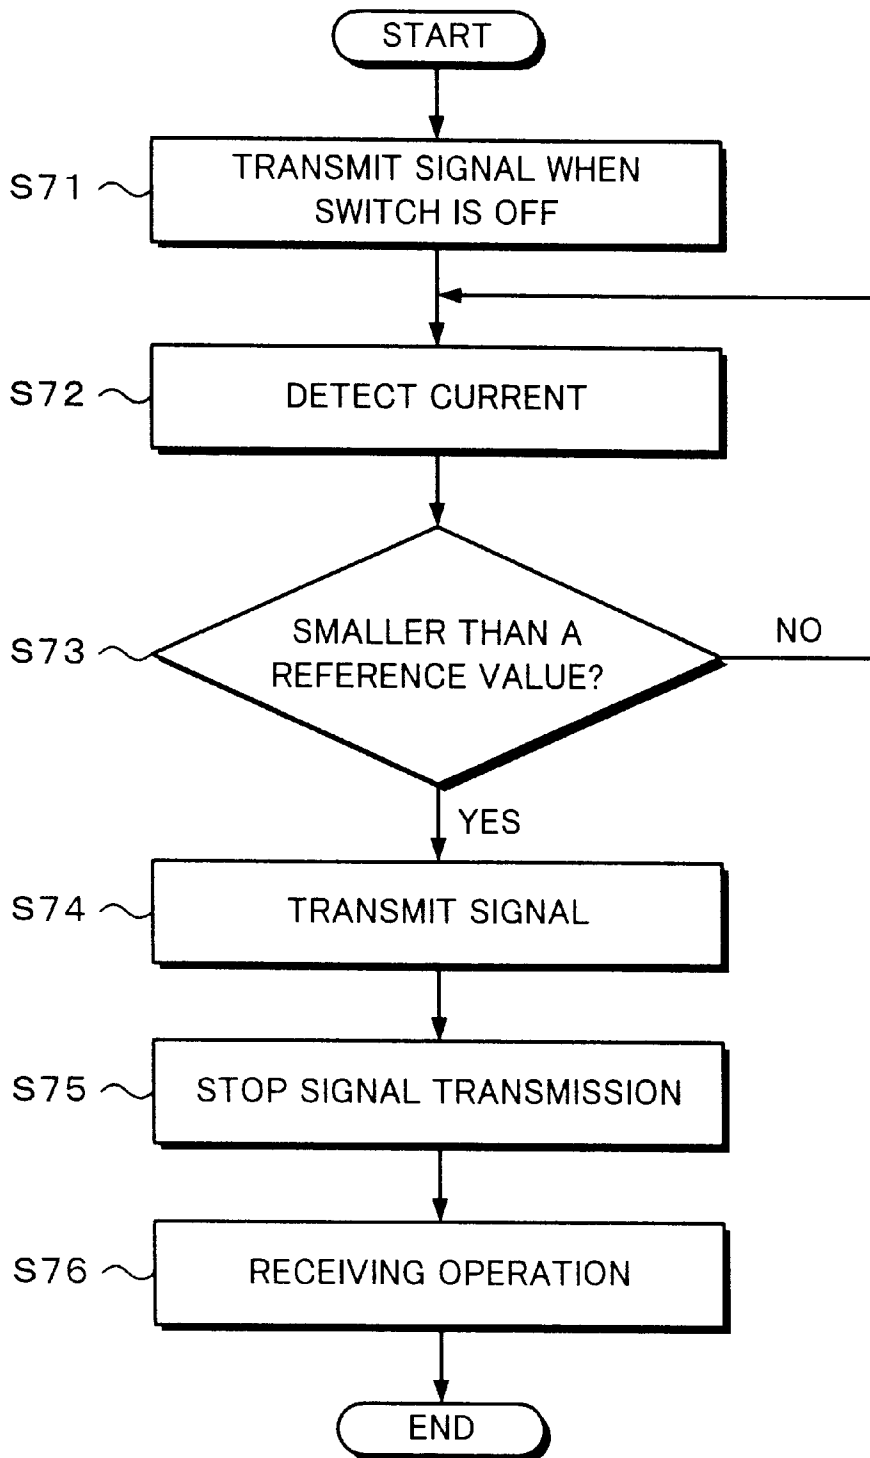 START
S71
TRANSMIT SIGNAL WHEN
SWITCH IS OFF
S72
DETECT CURRENT
S73
SMALLER THAN A
REFERENCE VALUE?
NO
YES
S74
TRANSMIT SIGNAL
S75
STOP SIGNAL TRANSMISSION
S76
RECEIVING OPERATION
END